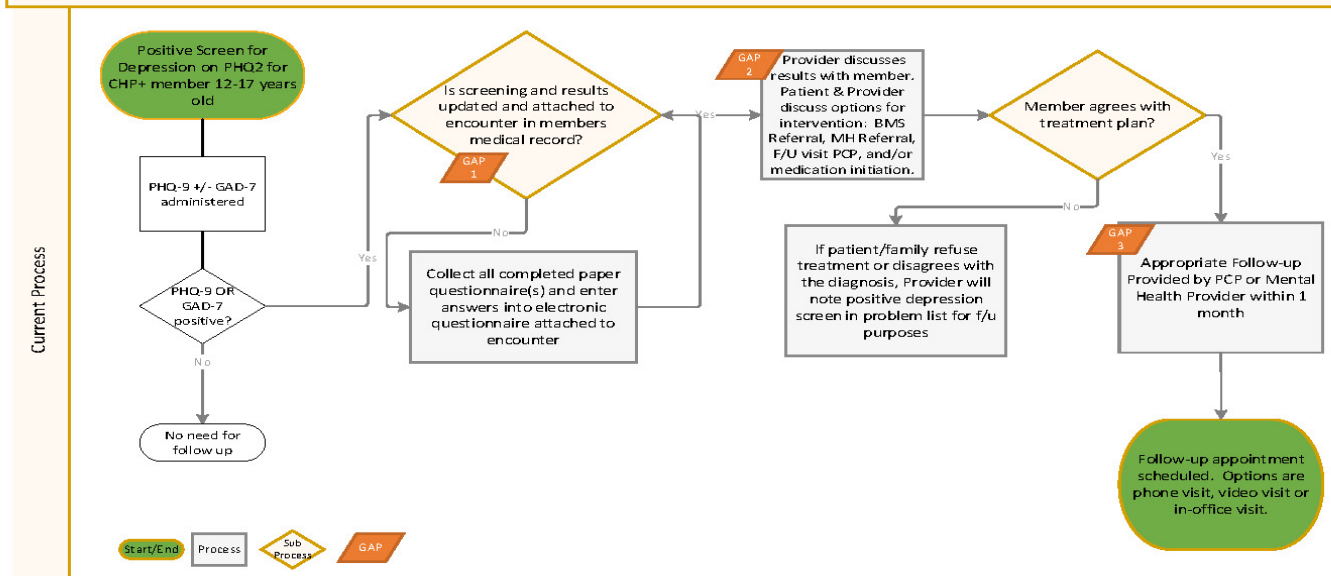 Current Process
Positive Screen for
Depression on PHQ2 for
CHP+ member 12-17 years
old
PHQ-9 +/- GAD-7
administered
PHQ-9 OR
GAD-7
positive?
No
No need for
follow up
Yes
Is screening and results
updated and attached to
encounter in members
medical record?
GAP
1
No
Collect all completed paper
questionnaire(s) and enter
answers into electronic
questionnaire attached to
encounter
Yes
GAP
2
Provider discusses
results with member.
Patient & Provider
discuss options for
intervention: BMS
Referral, MH Referral,
F/U visit PCP, and/or
medication initiation.
Member agrees with
treatment plan?
No
If patient/family refuse
treatment or disagrees with
the diagnosis, Provider will
note positive depression
screen in problem list for f/u
purposes
Yes
GAP
3
Appropriate Follow-up
Provided by PCP or Mental
Health Provider within 1
month
Follow-up appointment
scheduled. Options are
phone visit, video visit or
in-office visit.
Start/End
Process
Sub
Process
GAP